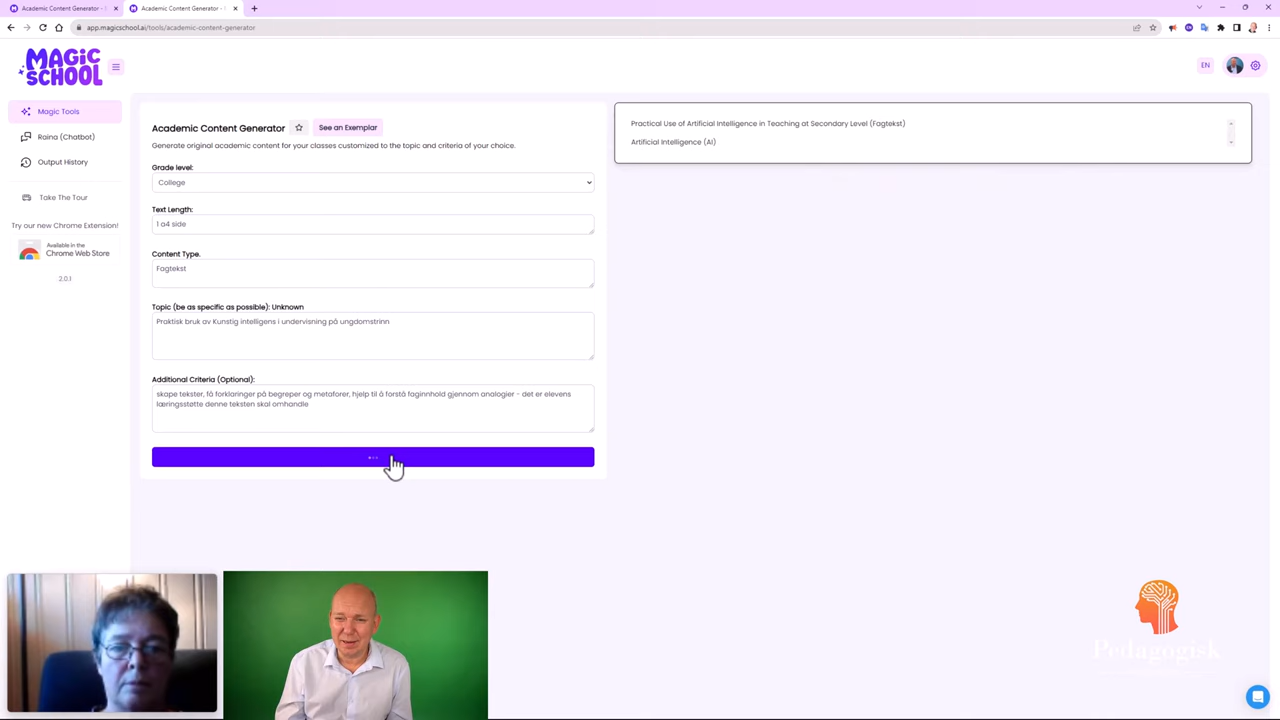 Academic Content Generator -
Academic Content Generator -
app.magicschool.ai/tools/academic-content-generator
MAGIC
SCHOOL
EN
Magic Tools
Raina (Chatbot)
Output History
Take The Tour
Try our new Chrome Extension!
Available in the
Chrome Web Store
2.0.1
Academic Content Generator
See an Exemplar
Generate original academic content for your classes customized to the topic and criteria of your choice.
Grade level:
College
Text Length:
1 a4 side
Content Type.
Fagtekst
Topic (be as specific as possible): Unknown
Praktisk bruk av Kunstig intelligens i undervisning på ungdomstrinn
Additional Criteria (Optional):
skape tekster, få forklaringer på begreper og metaforer, hjelp til å forstå faginnhold gjennom analogier - det er elevens
læringsstøtte denne teksten skal omhandle
Practical Use of Artificial Intelligence in Teaching at Secondary Level (Fagtekst)
Artificial Intelligence (AI)
Pedagogisk